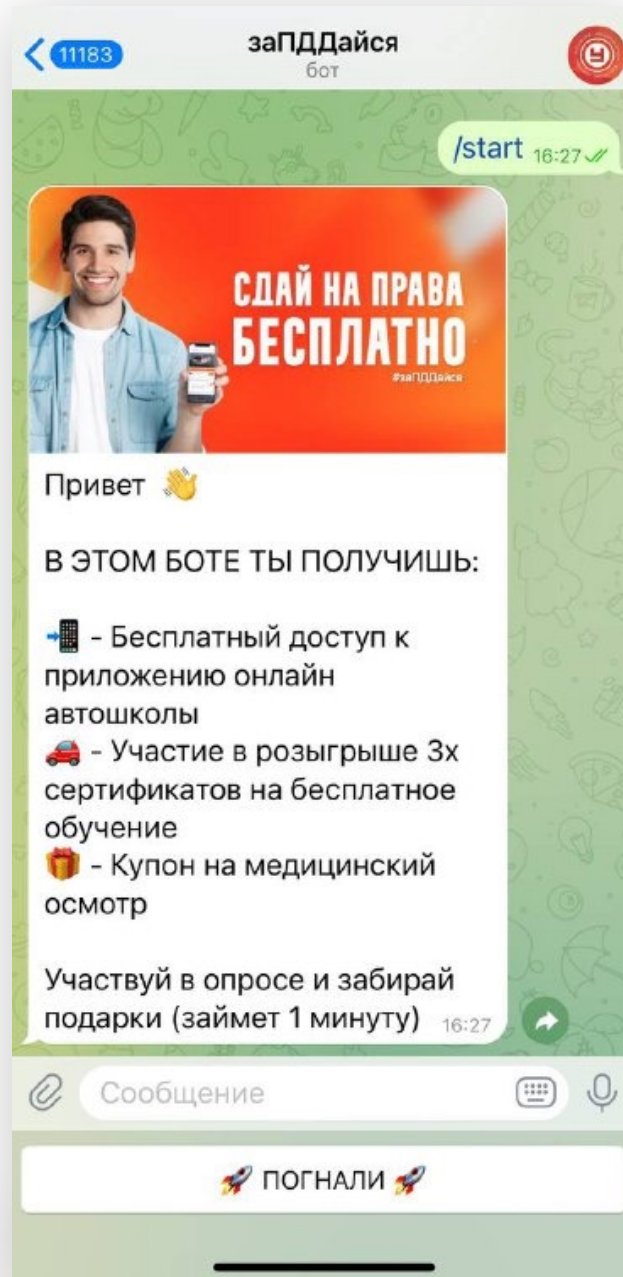 11183
заПДДайся
бот
/start 16:27
СДАЙ НА ПРАВА
БЕСПЛАТНО
#заПДДайся
Привет 👋
В ЭТОМ БОТЕ ТЫ ПОЛУЧИШЬ:
📲 - Бесплатный доступ к
приложению онлайн
автошколы
🚗 - Участие в розыгрыше 3х
сертификатов на бесплатное
обучение
🎁 - Купон на медицинский
осмотр
Участвуй в опросе и забирай
подарки (займет 1 минуту) 16:27
Сообщение
🚀 ПОГНАЛИ 🚀